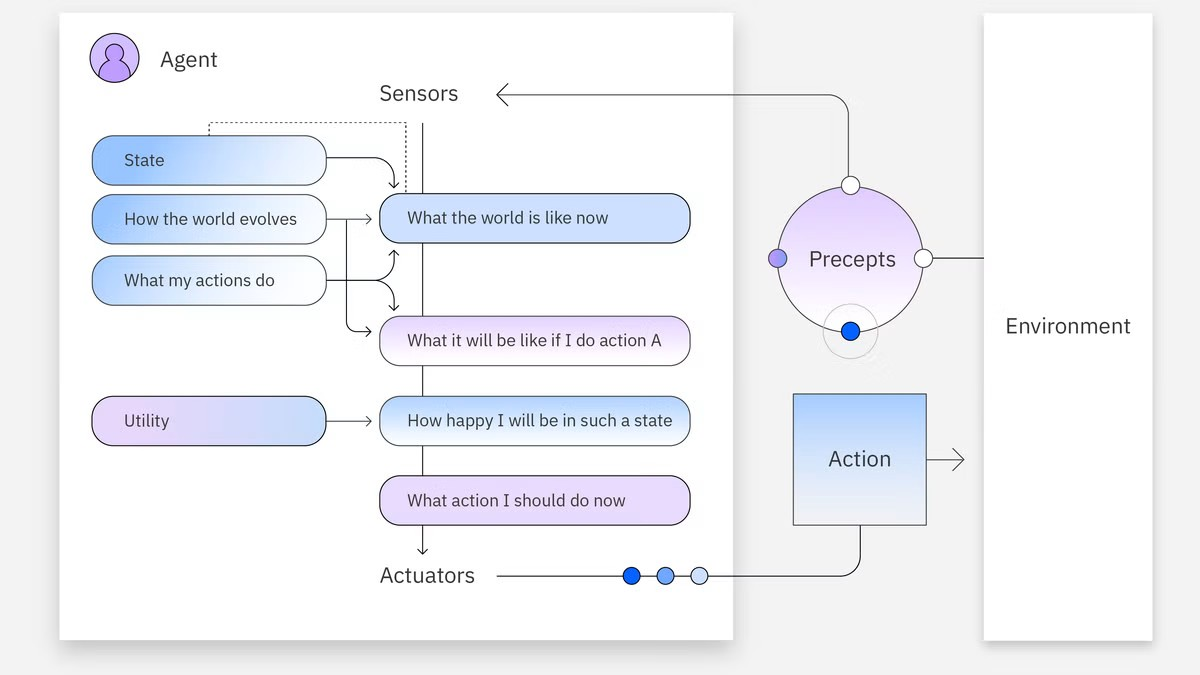 Agent
Sensors
State
How the world evolves
What my actions do
What the world is like now
What it will be like if I do action A
Utility
How happy I will be in such a state
What action I should do now
Actuators
Precepts
Action
Environment